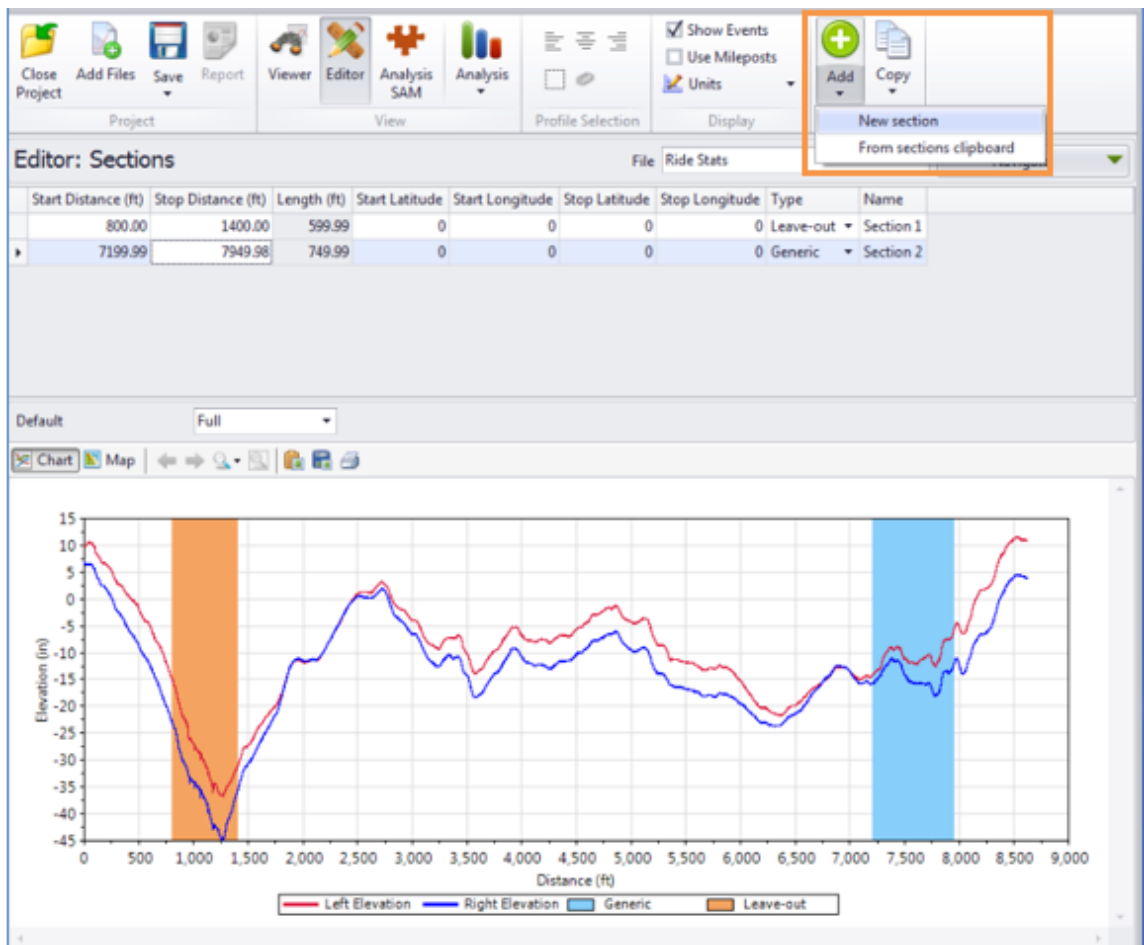 Close Project
Add Files
Save
Report
Viewer
Editor
Analysis SAM
Analysis
Show Events
Use Mileposts
Units
Add
Copy
Project
View
Profile Selection
Display
New section
From sections clipboard
Editor: Sections
File
Ride Stats
Start Distance (ft) Stop Distance (ft) Length (ft) Start Latitude Start Longitude Stop Latitude Stop Longitude Type Name
800.00 1400.00 599.99 0 0 0 0 Leave-out Section 1
7199.99 7949.98 749.99 0 0 0 0 Generic Section 2
Default Full
Chart Map
15
10
5
0
-5
-10
-15
-20
-25
-30
-35
-40
-45
Elevation (in)
0 500 1,000 1,500 2,000 2,500 3,000 3,500 4,000 4,500 5,000 5,500 6,000 6,500 7,000 7,500 8,000 8,500 9,000
Distance (ft)
Left Elevation Right Elevation Generic Leave-out